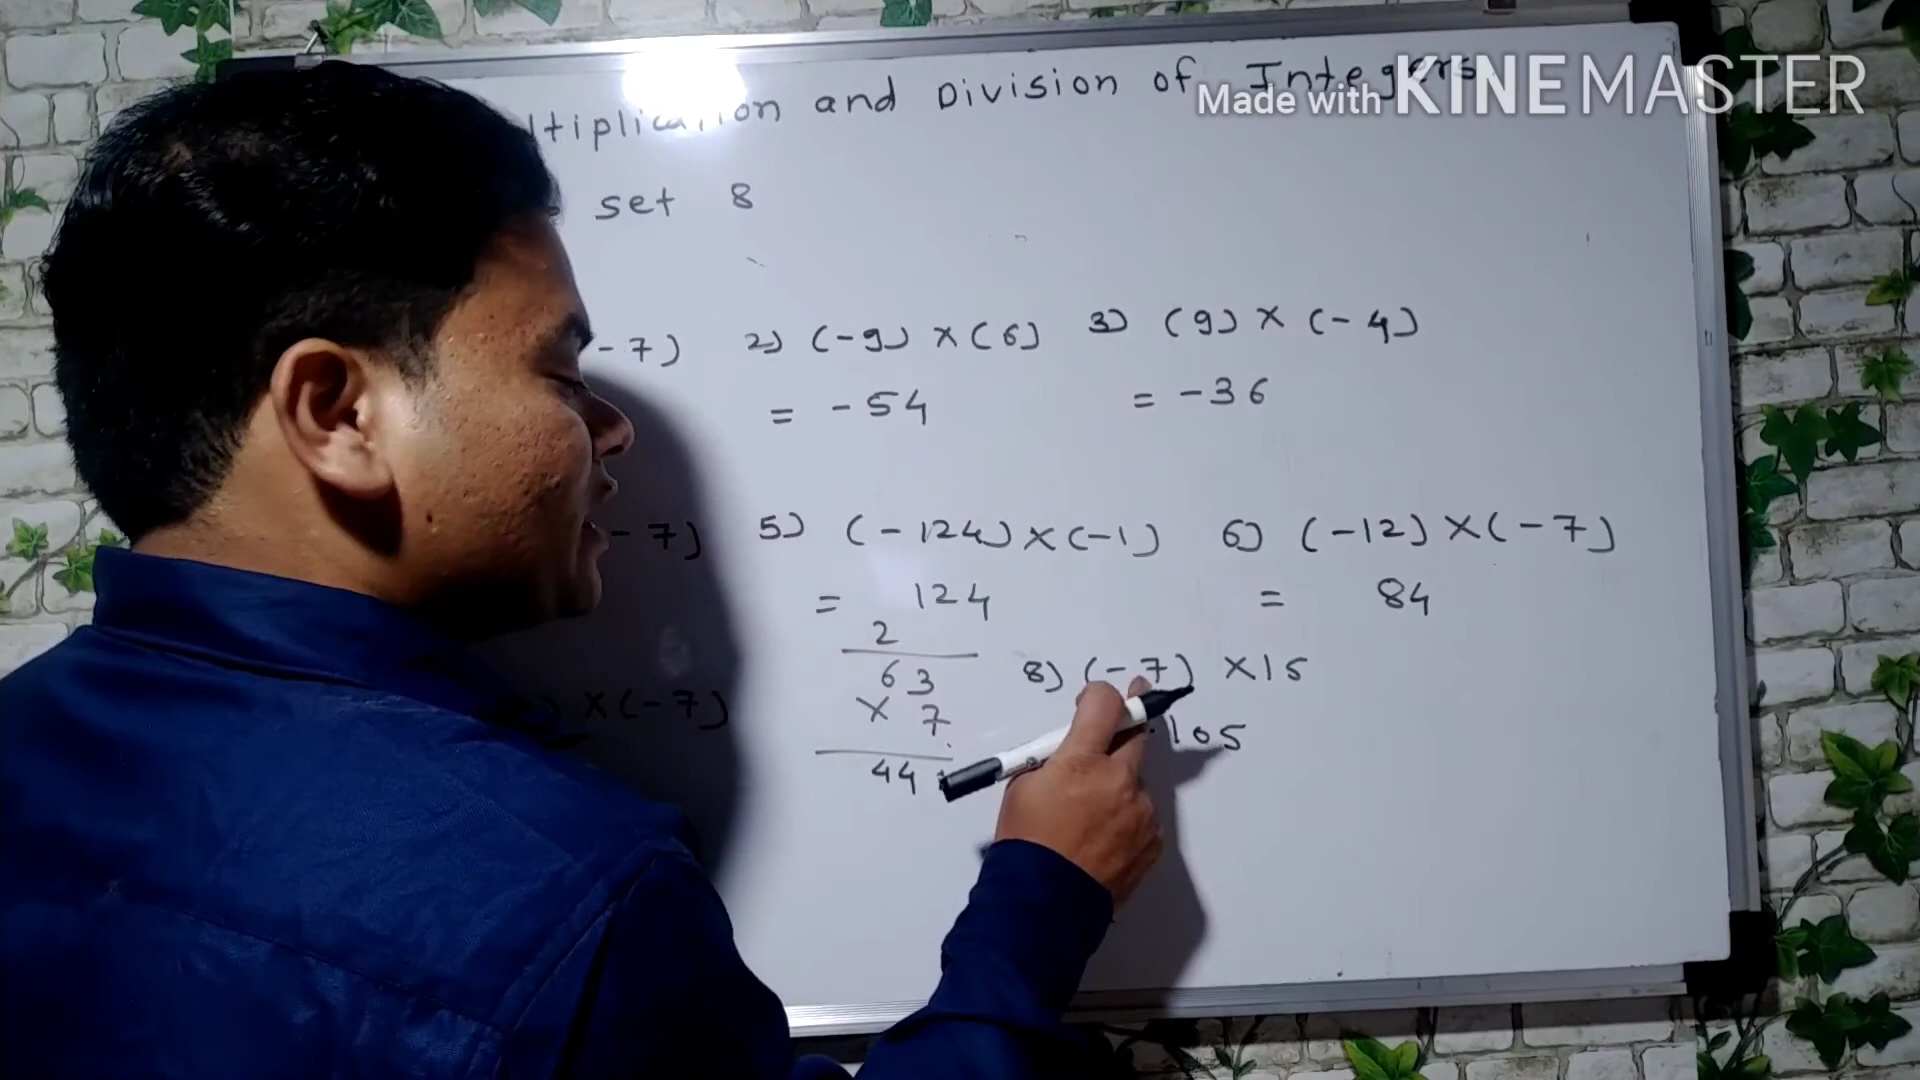 and Division of Integers
Made with KINEMASTER
set 8
- 7)
2) (-9) × (6)
3) (9) × (-4)
= -54
= -36
- 7)
5) (-124) × (-1)
6) (-12) × (-7)
= 124
= 84
2
63
× 7
44
8) (-7) × 15
105
× (-7)